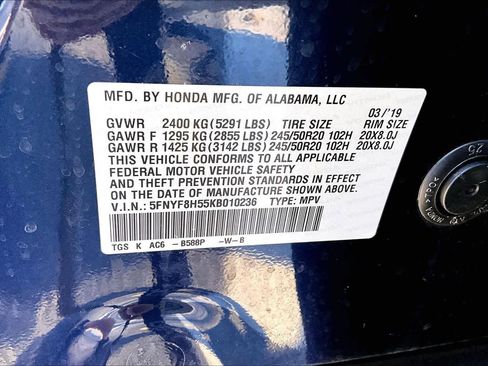 MFD. BY HONDA MFG. OF ALABAMA, LLC
03/'19
GVWR 2400 KG (5291 LBS) TIRE SIZE RIM SIZE
GAWR F 1295 KG (2855 LBS) 245/50R20 102H 20X8.0J
GAWR R 1425 KG (3142 LBS) 245/50R20 102H 20X8.0J
THIS VEHICLE CONFORMS TO ALL APPLICABLE
FEDERAL MOTOR VEHICLE SAFETY
AND THEFT PREVENTION STANDARDS IN EFFECT
ON THE DATE OF MANUFACTURE SHOWN ABOVE.
V.I.N.: 5FNYF8H55KB010236 TYPE: MPV
TGS K AC6 -B588P -W-B
25